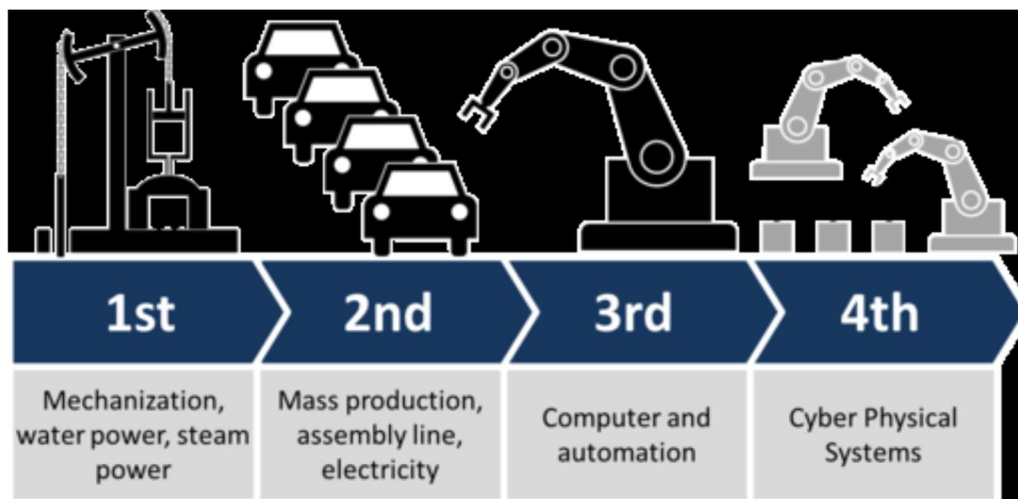 1st
2nd
3rd
4th
Mechanization,
water power, steam
power
Mass production,
assembly line,
electricity
Computer and
automation
Cyber Physical
Systems